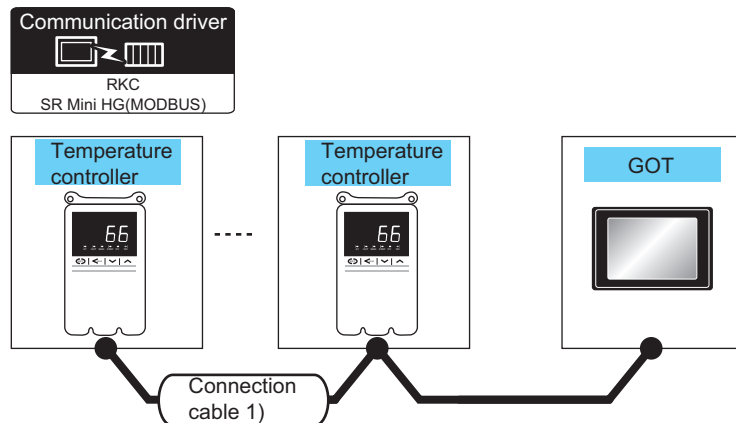 Communication driver
RKC
SR Mini HG(MODBUS)
Temperature
controller
Temperature
controller
GOT
66
66
Connection
cable 1)